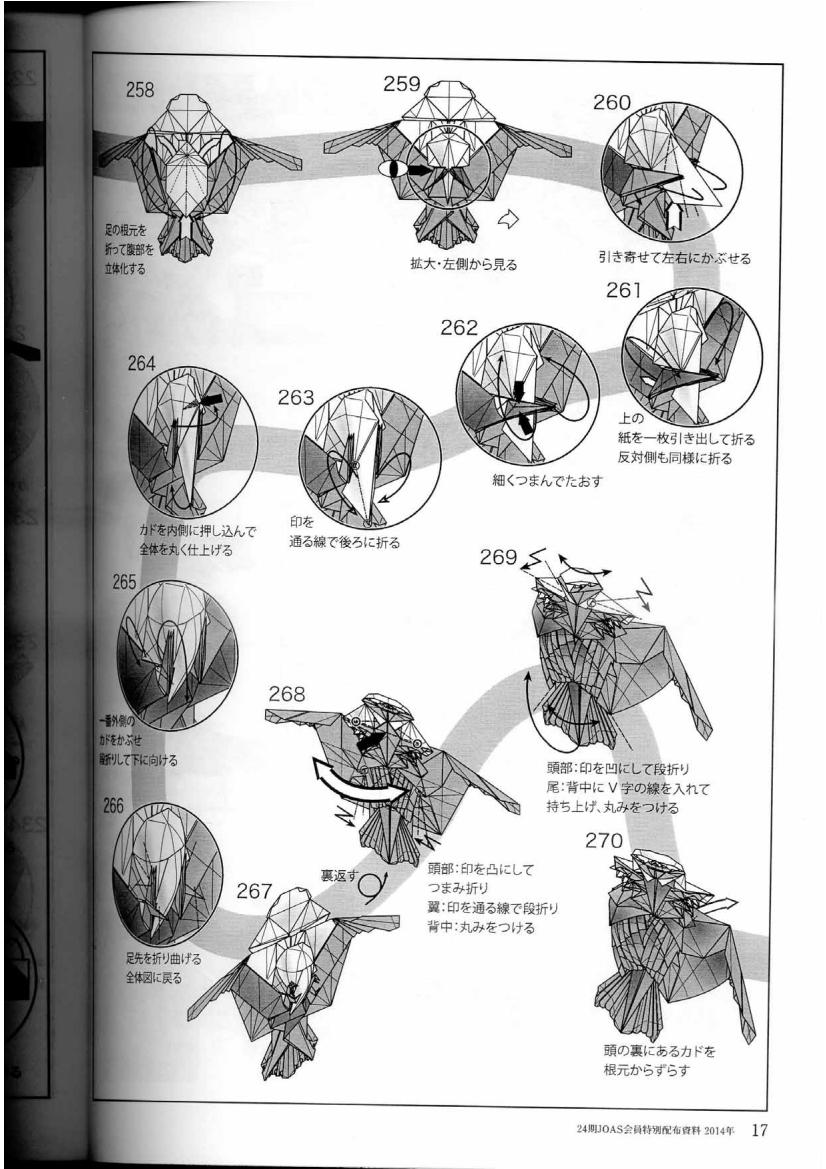 258
足の根元を
折って腹部を
立体化する
259
拡大・左側から見る
260
引き寄せて左右にかぶせる
261
上の
紙を一枚引き出して折る
反対側も同様に折る
262
細くつまんでたおす
263
印を
通る線で後ろに折る
264
カドを内側に押し込んで
全体を丸く仕上げる
265
一番外側の
カドをかぶせ
段折りして下に向ける
266
足先を折り曲げる
全体図に戻る
267
裏返す
268
頭部:印を凸にして
つまみ折り
翼:印を通る線で段折り
背中:丸みをつける
269
頭部:印を凹にして段折り
尾:背中に V 字の線を入れて
持ち上げ、丸みをつける
270
頭の裏にあるカドを
根元からずらす
24期JOAS会員特別配布資料 2014年 17